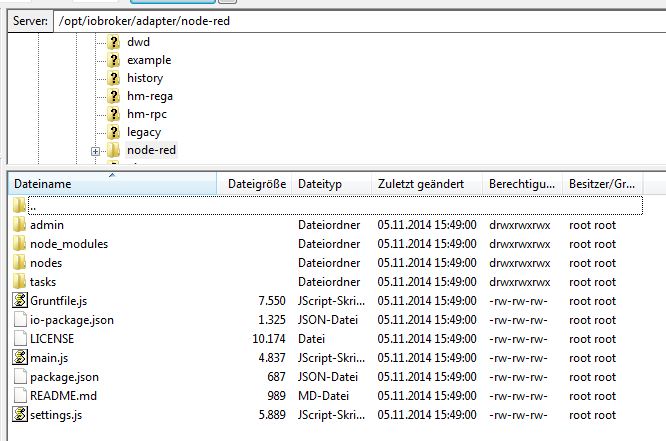 Server: /opt/iobroker/adapter/node-red
dwd
example
history
hm-rega
hm-rpc
legacy
node-red
Dateiname Dateigröße Dateityp Zuletzt geändert Berechtigu... Besitzer/Gr...
..
admin Dateiordner 05.11.2014 15:49:00 drwxrwxrwx root root
node_modules Dateiordner 05.11.2014 15:49:00 drwxrwxrwx root root
nodes Dateiordner 05.11.2014 15:49:00 drwxrwxrwx root root
tasks Dateiordner 05.11.2014 15:49:00 drwxrwxrwx root root
Gruntfile.js 7.550 JScript-Skri... 05.11.2014 15:49:00 -rw-rw-rw- root root
io-package.json 1.325 JSON-Datei 05.11.2014 15:49:00 -rw-rw-rw- root root
LICENSE 10.174 Datei 05.11.2014 15:49:00 -rw-rw-rw- root root
main.js 4.837 JScript-Skri... 05.11.2014 15:49:00 -rw-rw-rw- root root
package.json 687 JSON-Datei 05.11.2014 15:49:00 -rw-rw-rw- root root
README.md 989 MD-Datei 05.11.2014 15:49:00 -rw-rw-rw- root root
settings.js 5.889 JScript-Skri... 05.11.2014 15:49:00 -rw-rw-rw- root root